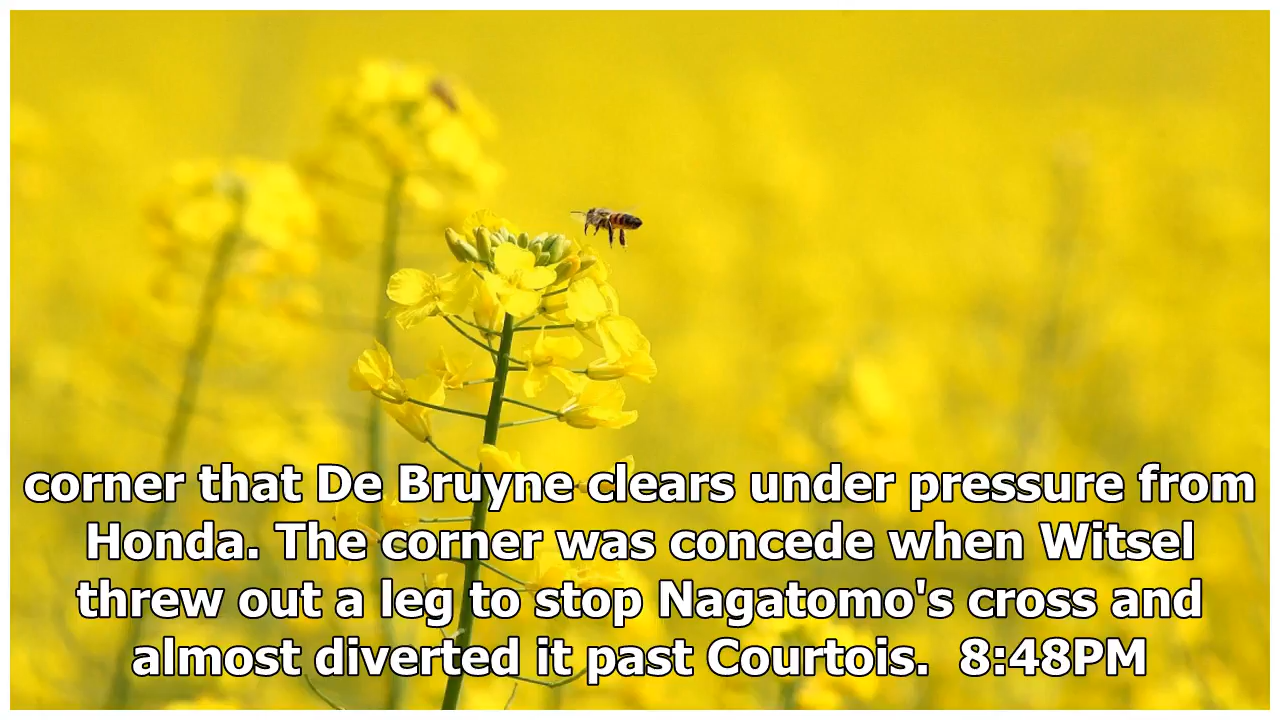 corner that De Bruyne clears under pressure from
Honda. The corner was concede when Witsel
threw out a leg to stop Nagatomo's cross and
almost diverted it past Courtois.  8:48PM